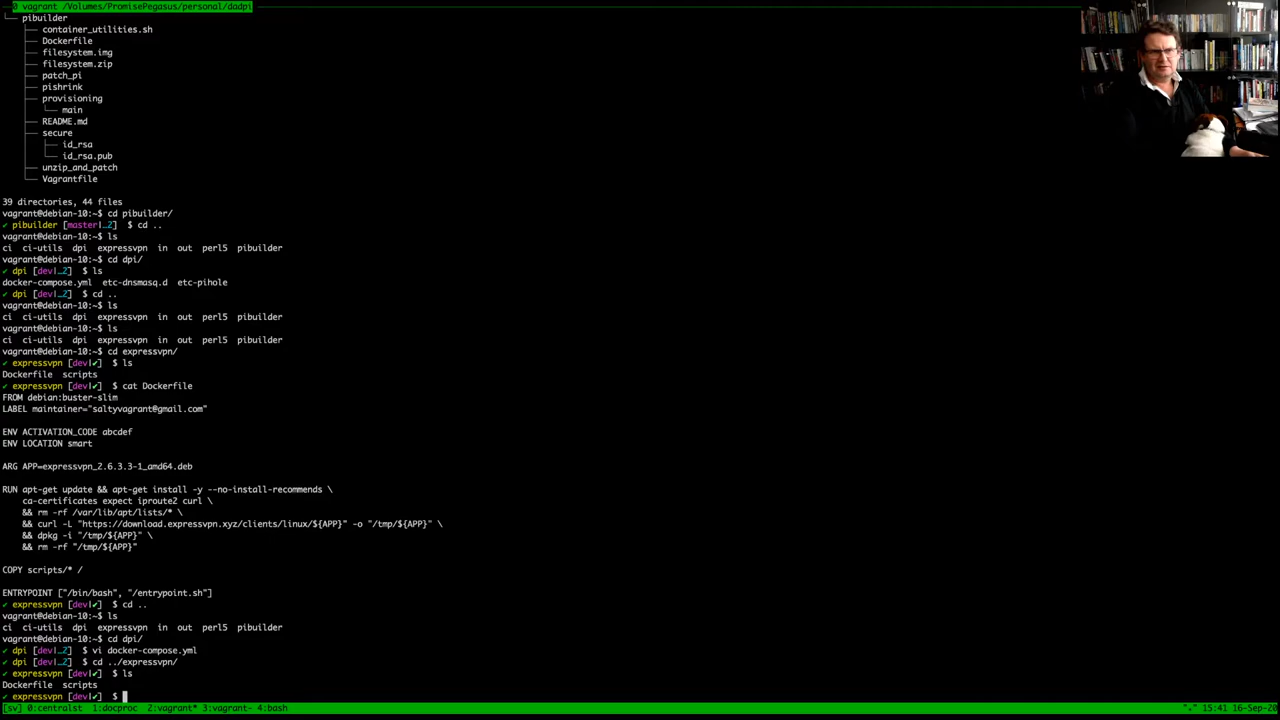 0 vagrant /Volumes/PromisePegasus/personal/dadpi
└── pibuilder
├── container_utilities.sh
├── Dockerfile
├── filesystem.img
├── filesystem.zip
├── patch_pi
├── pishrink
├── provisioning
│   └── main
├── README.md
├── secure
│   ├── id_rsa
│   └── id_rsa.pub
├── unzip_and_patch
└── Vagrantfile
39 directories, 44 files
vagrant@debian-10:~$ cd pibuilder/
✔ pibuilder [master|…2]  $ cd ..
vagrant@debian-10:~$ ls
ci  ci-utils  dpi  expressvpn  in  out  perl5  pibuilder
vagrant@debian-10:~$ cd dpi/
✔ dpi [dev|…2]  $ ls
docker-compose.yml  etc-dnsmasq.d  etc-pihole
✔ dpi [dev|…2]  $ cd ..
vagrant@debian-10:~$ ls
ci  ci-utils  dpi  expressvpn  in  out  perl5  pibuilder
vagrant@debian-10:~$ ls
ci  ci-utils  dpi  expressvpn  in  out  perl5  pibuilder
vagrant@debian-10:~$ cd expressvpn/
✔ expressvpn [dev|✔]  $ ls
Dockerfile  scripts
✔ expressvpn [dev|✔]  $ cat Dockerfile
FROM debian:buster-slim
LABEL maintainer="saltyvagrant@gmail.com"
ENV ACTIVATION_CODE abcdef
ENV LOCATION smart
ARG APP=expressvpn_2.6.3.3-1_amd64.deb
RUN apt-get update && apt-get install -y --no-install-recommends \
ca-certificates expect iproute2 curl \
&& rm -rf /var/lib/apt/lists/* \
&& curl -L "https://download.expressvpn.xyz/clients/linux/${APP}" -o "/tmp/${APP}" \
&& dpkg -i "/tmp/${APP}" \
&& rm -rf "/tmp/${APP}"
COPY scripts/* /
ENTRYPOINT ["/bin/bash", "/entrypoint.sh"]
✔ expressvpn [dev|✔]  $ cd ..
vagrant@debian-10:~$ ls
ci  ci-utils  dpi  expressvpn  in  out  perl5  pibuilder
vagrant@debian-10:~$ cd dpi/
✔ dpi [dev|…2]  $ vi docker-compose.yml
✔ dpi [dev|…2]  $ cd ../expressvpn/
✔ expressvpn [dev|✔]  $ ls
Dockerfile  scripts
✔ expressvpn [dev|✔]  $
[sv] 0:centralst  1:docproc  2:vagrant* 3:vagrant- 4:bash
"." 15:41 16-Sep-20